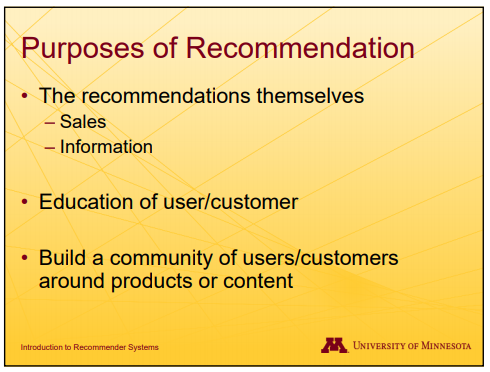 Purposes of Recommendation
• The recommendations themselves
– Sales
– Information
• Education of user/customer
• Build a community of users/customers
around products or content
Introduction to Recommender Systems
M UNIVERSITY OF MINNESOTA